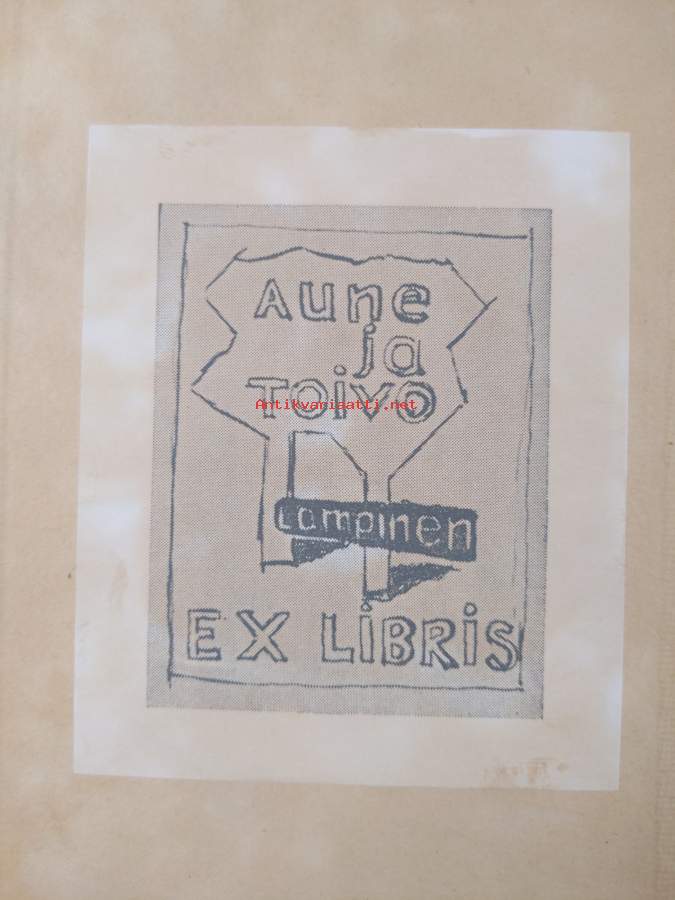 Aune
ja
Toivo
Antikvariaatti.net
Lampinen
EX LIBRIS